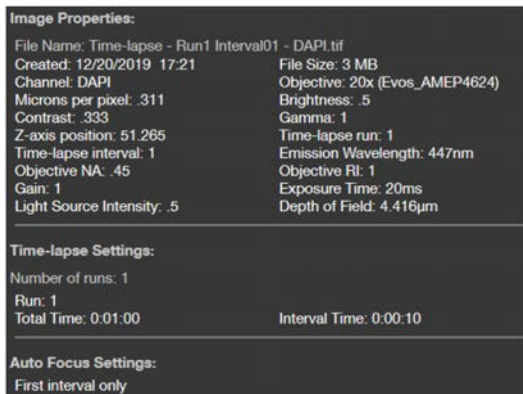 Image Properties:
File Name: Time-lapse - Run1 Interval01 - DAPI.tif
Created: 12/20/2019 17:21 File Size: 3 MB
Channel: DAPI Objective: 20x (Evos_AMEP4624)
Microns per pixel: .311 Brightness: .5
Contrast: .333 Gamma: 1
Z-axis position: 51.265 Time-lapse run: 1
Time-lapse interval: 1 Emission Wavelength: 447nm
Objective NA: .45 Objective RI: 1
Gain: 1 Exposure Time: 20ms
Light Source Intensity: .5 Depth of Field: 4.416µm
Time-lapse Settings:
Number of runs: 1
Run: 1
Total Time: 0:01:00 Interval Time: 0:00:10
Auto Focus Settings:
First interval only